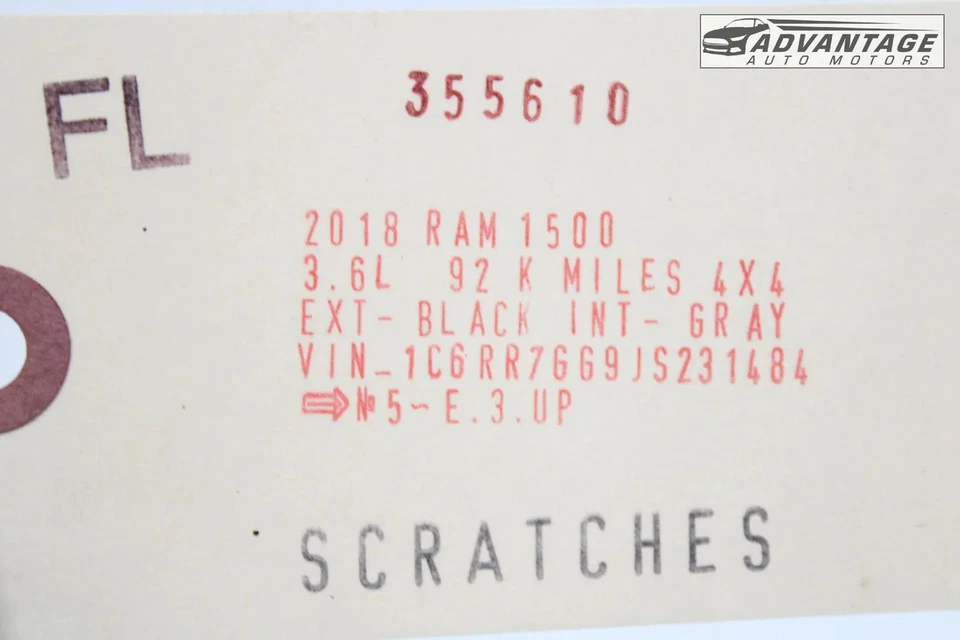 ADVANTAGE
AUTO MOTORS
FL
355610
2018 RAM 1500
3.6L 92 K MILES 4X4
EXT- BLACK INT- GRAY
VIN_1C6RR7GG9JS231484
⇨№5~E.3.UP
SCRATCHES